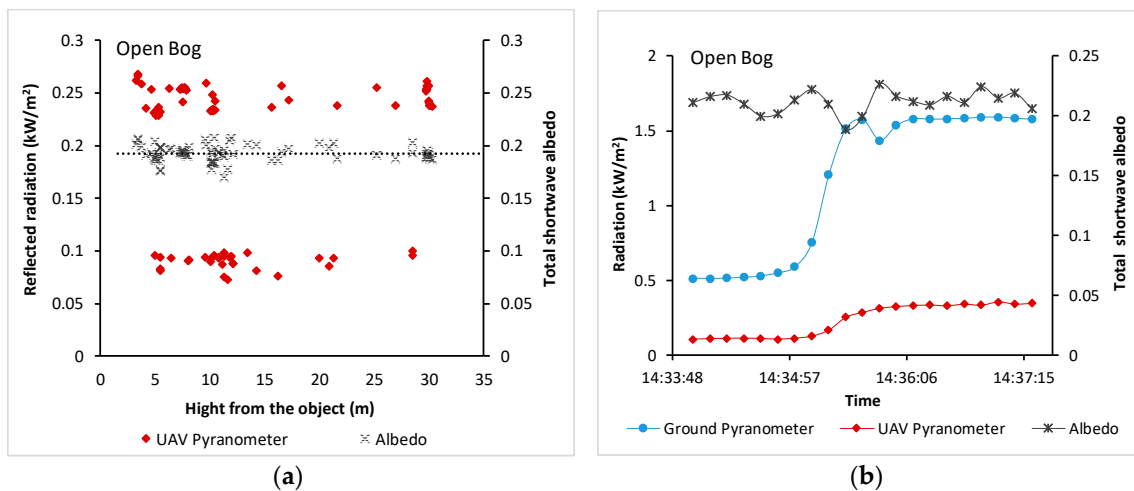 Open Bog
0.3
0.25
0.2
0.15
0.1
0.05
0
0.3
0.25
0.2
0.15
0.1
0.05
0
Reflected radiation (kW/m²)
Total shortwave albedo
0 5 10 15 20 25 30 35
Hight from the object (m)
UAV Pyranometer Albedo
(a)
Open Bog
2
1.5
1
0.5
0
0.25
0.2
0.15
0.1
0.05
0
Radiation (kW/m²)
Total shortwave albedo
14:33:48 14:34:57 14:36:06 14:37:15
Time
Ground Pyranometer UAV Pyranometer Albedo
(b)